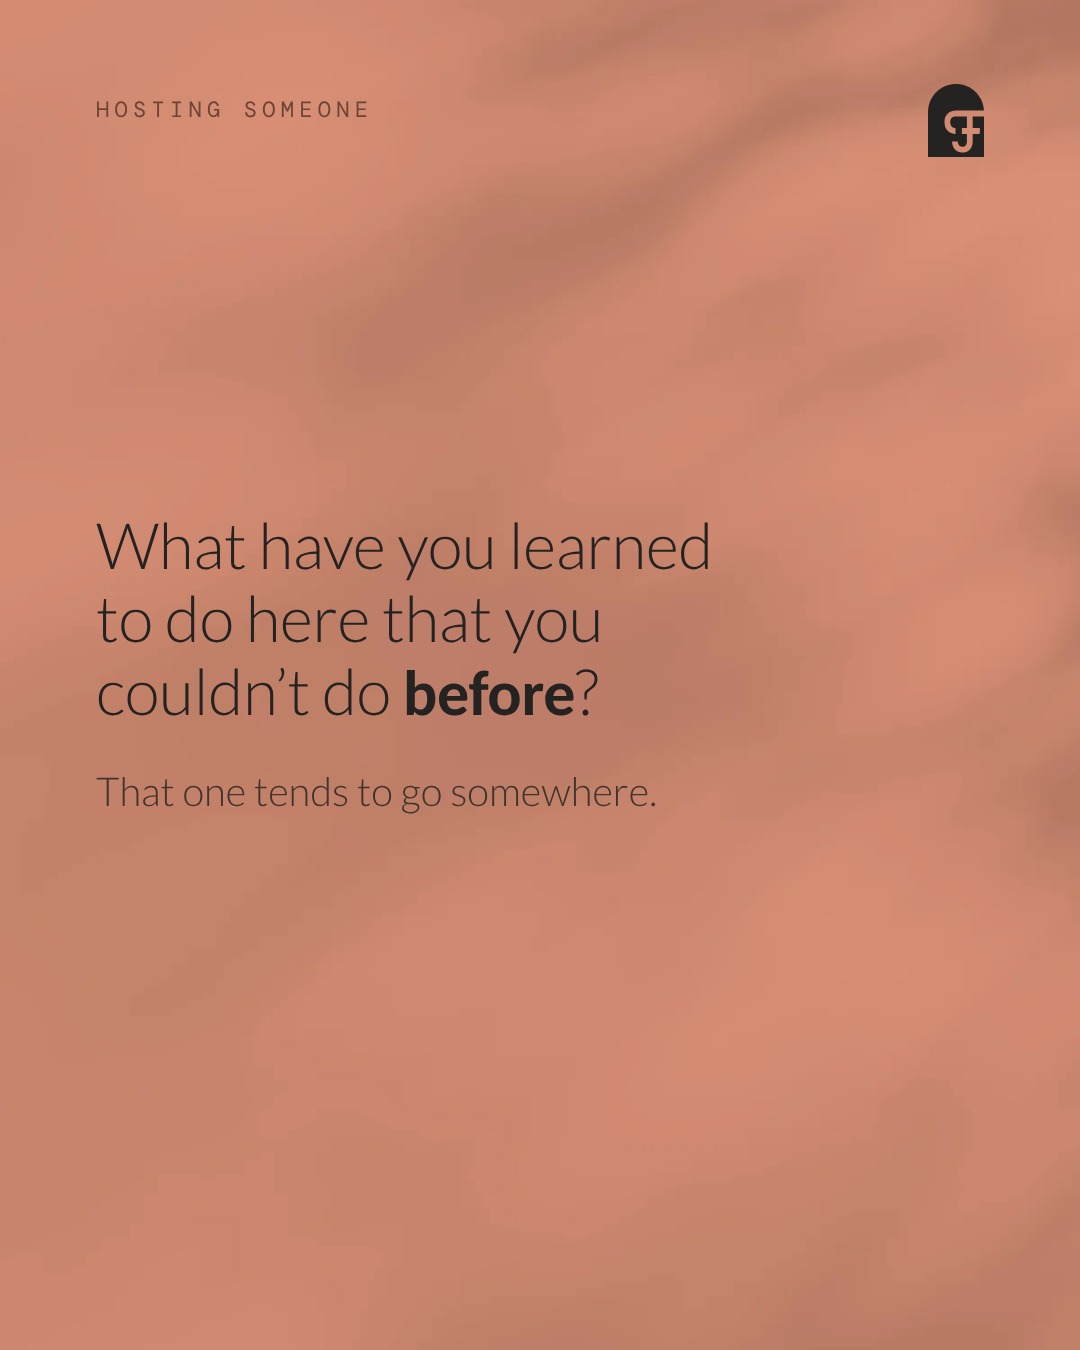 HOSTING SOMEONE
What have you learned
to do here that you
couldn’t do before?
That one tends to go somewhere.